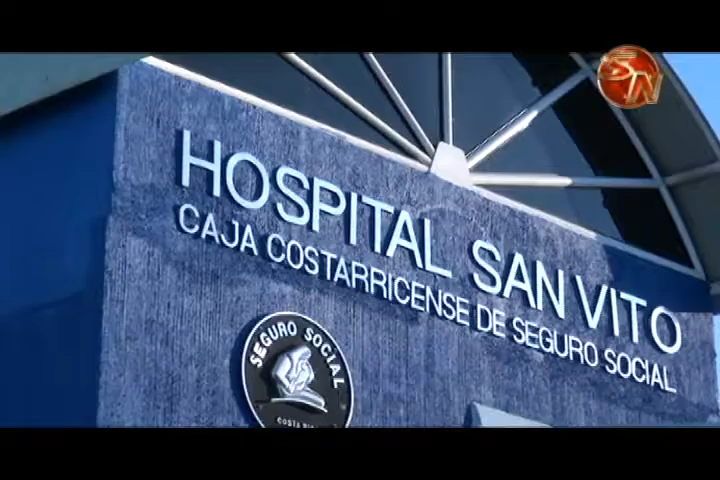 HOSPITAL SAN VITO
CAJA COSTARRICENSE DE SEGURO SOCIAL
SEGURO SOCIAL